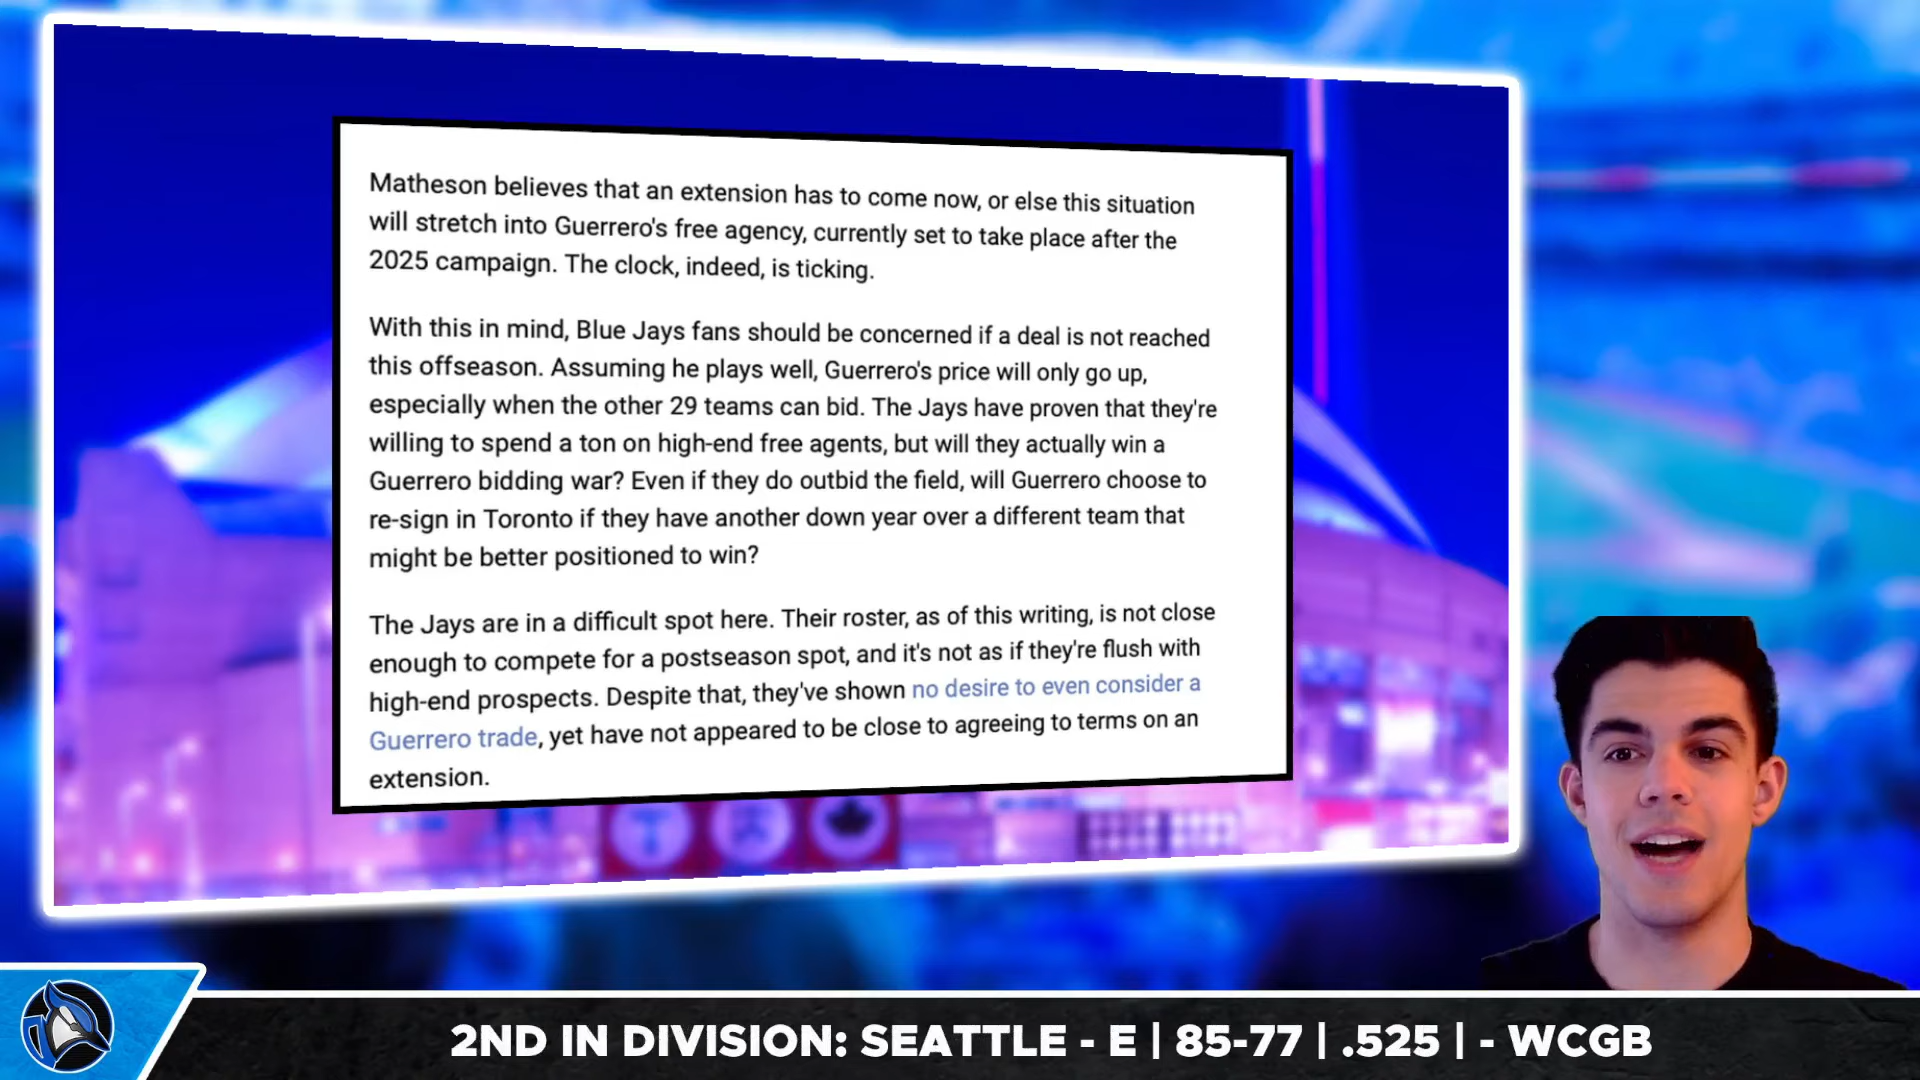 Matheson believes that an extension has to come now, or else this situation
will stretch into Guerrero's free agency, currently set to take place after the
2025 campaign. The clock, indeed, is ticking.
With this in mind, Blue Jays fans should be concerned if a deal is not reached
this offseason. Assuming he plays well, Guerrero's price will only go up,
especially when the other 29 teams can bid. The Jays have proven that they're
willing to spend a ton on high-end free agents, but will they actually win a
Guerrero bidding war? Even if they do outbid the field, will Guerrero choose to
re-sign in Toronto if they have another down year over a different team that
might be better positioned to win?
The Jays are in a difficult spot here. Their roster, as of this writing, is not close
enough to compete for a postseason spot, and it's not as if they're flush with
high-end prospects. Despite that, they've shown no desire to even consider a
Guerrero trade, yet have not appeared to be close to agreeing to terms on an
extension.
2ND IN DIVISION: SEATTLE - E | 85-77 | .525 | - WCGB